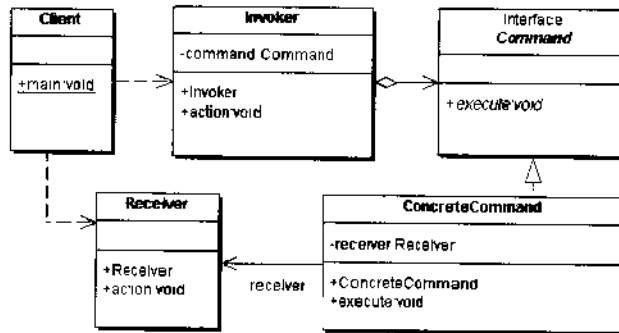 Client
+main:void
Invoker
-command:Command
+Invoker
+action:void
Interface
Command
+execute:void
Receiver
+Receiver
+action:void
receiver
ConcreteCommand
-receiver:Receiver
+ConcreteCommand
+execute:void